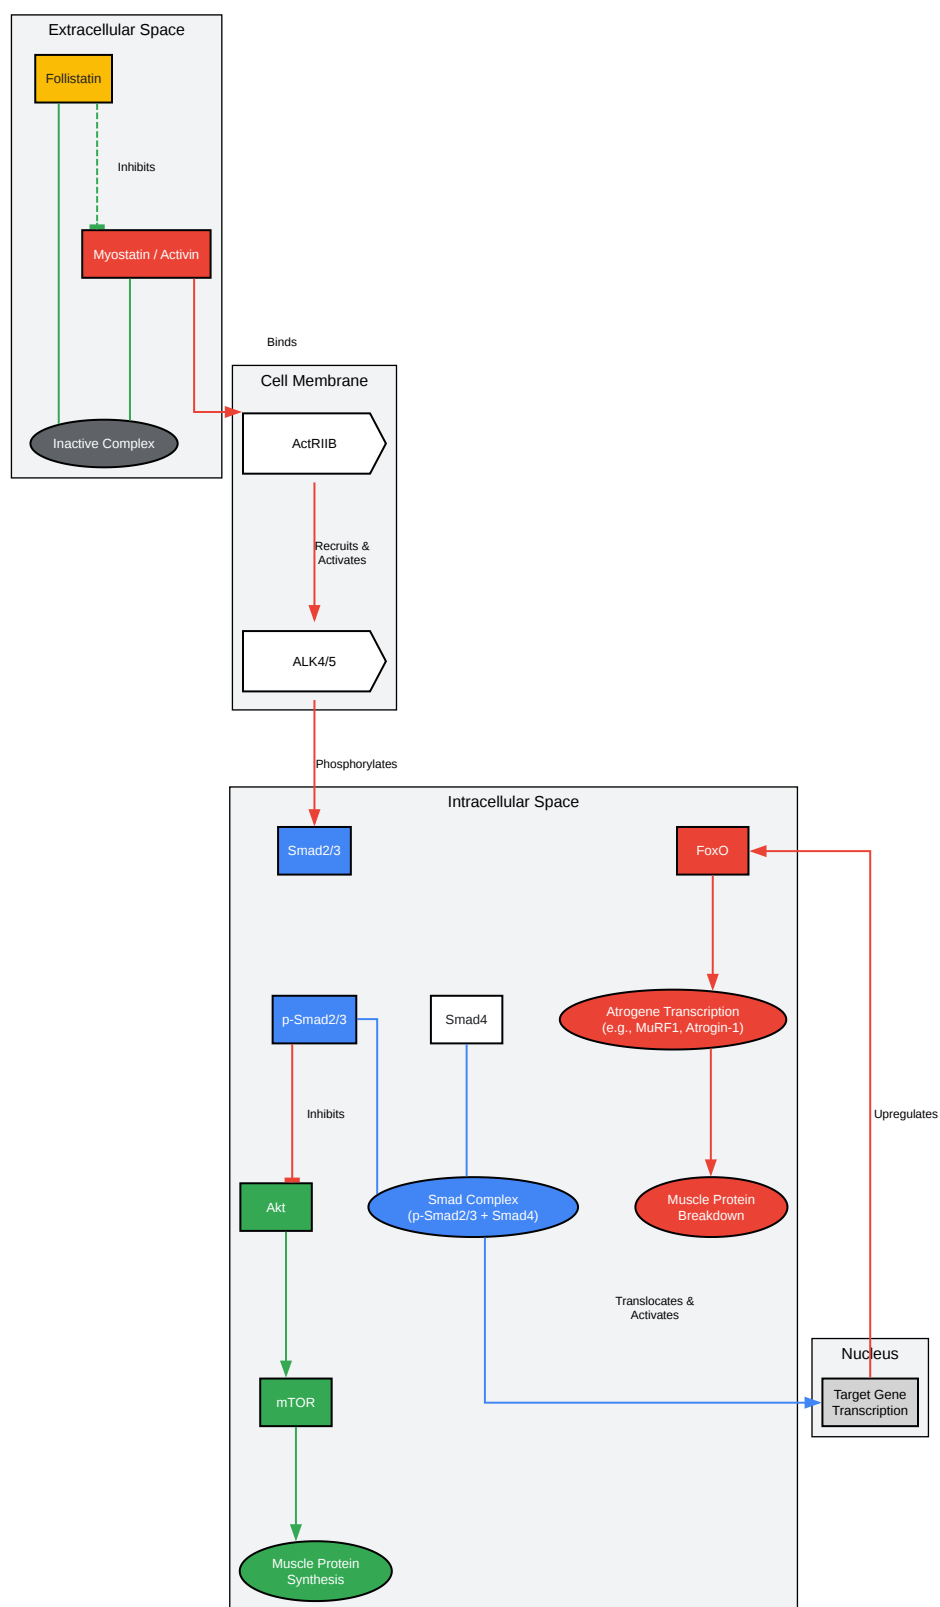 Extracellular Space
Follistatin
Inhibits
Myostatin / Activin
Binds
Cell Membrane
Inactive Complex
ActRIIB
Recruits &
Activates
ALK4/5
Phosphorylates
Intracellular Space
Smad2/3
FoxO
p-Smad2/3
Smad4
Atrogene Transcription
(e.g., MuRF1, Atrogin-1)
Inhibits
Upregulates
Akt
Smad Complex
(p-Smad2/3 + Smad4)
Muscle Protein
Breakdown
Translocates &
Activates
Nucleus
mTOR
Target Gene
Transcription
Muscle Protein
Synthesis